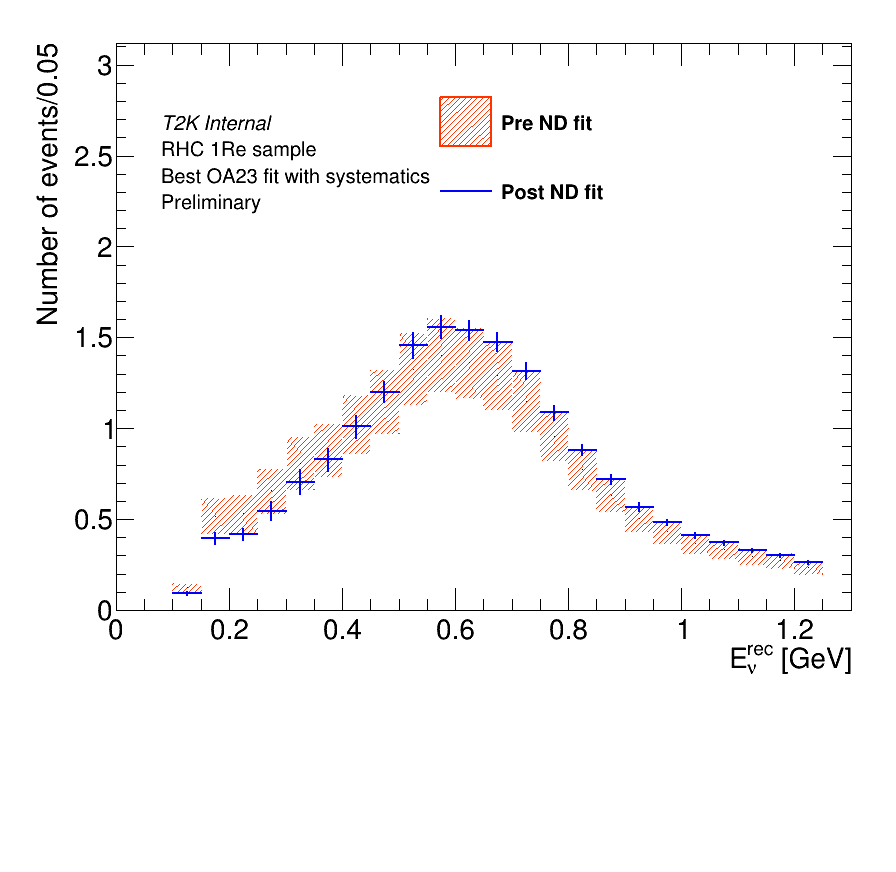 Number of events/0.05
3
2.5
2
1.5
1
0.5
0
T2K Internal
RHC 1Re sample
Best OA23 fit with systematics
Preliminary
Pre ND fit
Post ND fit
0 0.2 0.4 0.6 0.8 1 1.2
E_ν^rec [GeV]